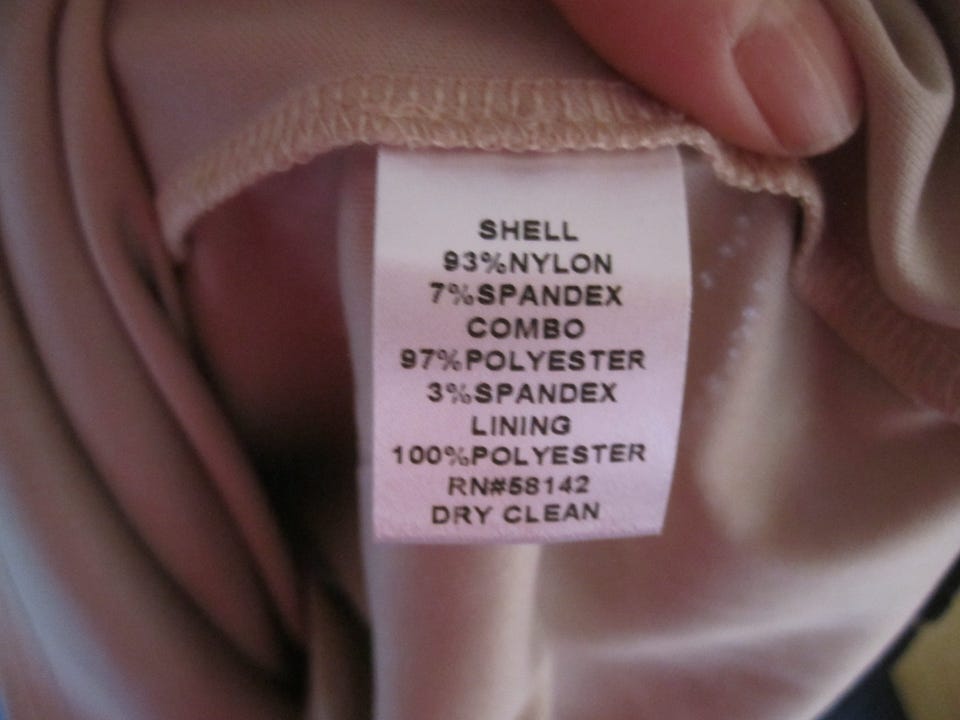 SHELL
93%NYLON
7%SPANDEX
COMBO
97%POLYESTER
3%SPANDEX
LINING
100%POLYESTER
RN#58142
DRY CLEAN